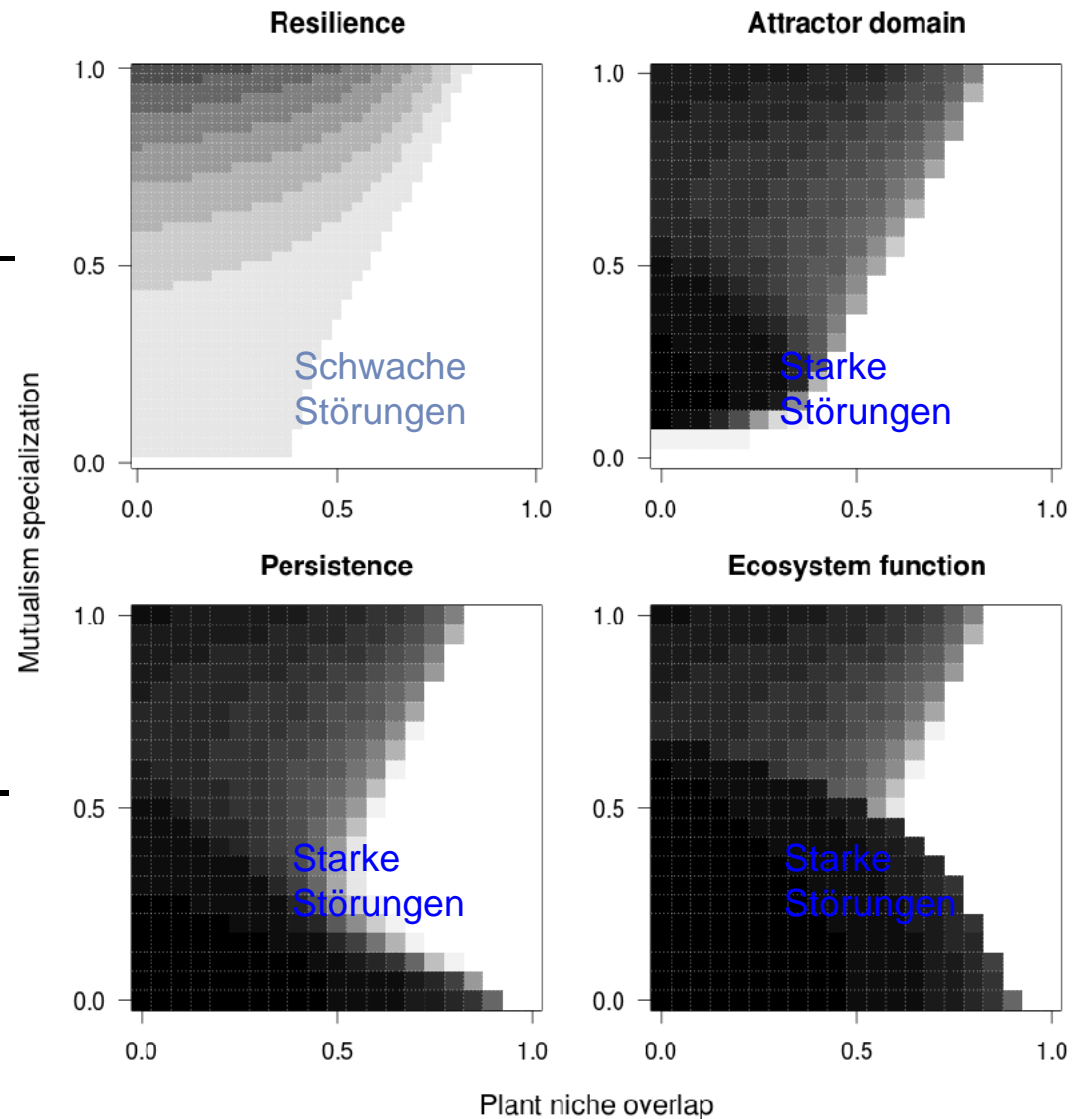 Resilience
Attractor domain
1.0
0.5
0.0
0.0 0.5 1.0
Schwache
Störungen
1.0
0.5
0.0
0.0 0.5 1.0
Starke
Störungen
Mutualism specialization
Persistence
Ecosystem function
1.0
0.5
0.0
0.0 0.5 1.0
Starke
Störungen
1.0
0.5
0.0
0.0 0.5 1.0
Starke
Störungen
Plant niche overlap